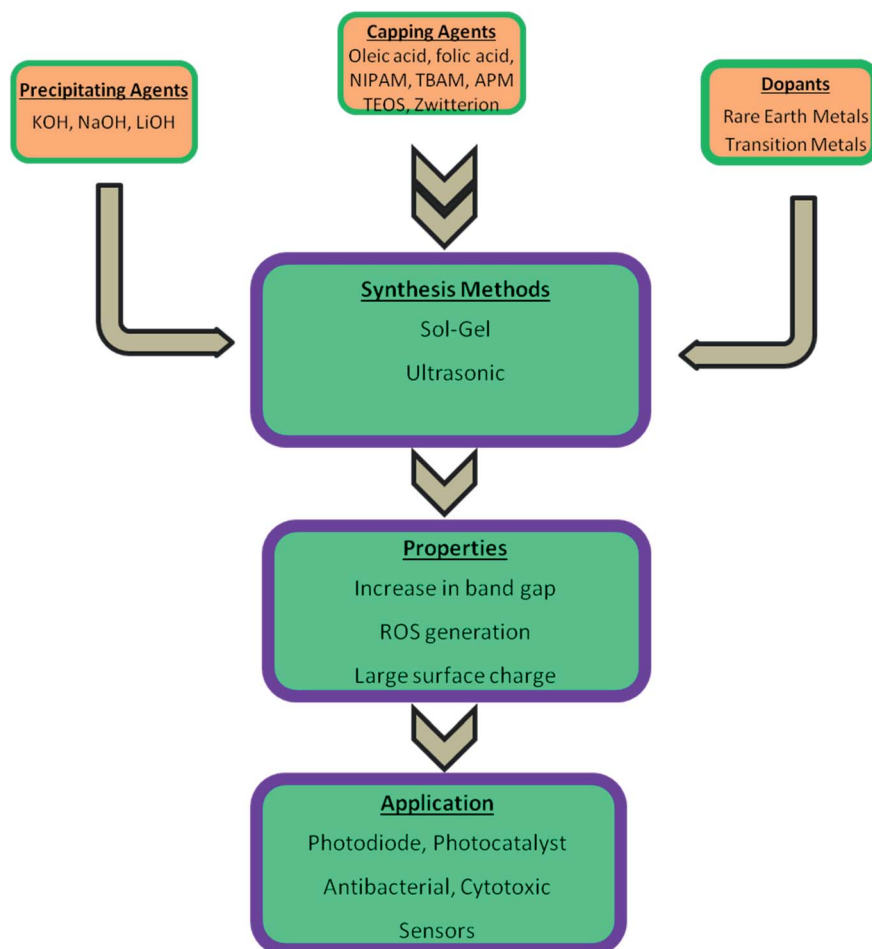 Precipitating Agents
KOH, NaOH, LiOH
Capping Agents
Oleic acid, folic acid,
NIPAM, TBAM, APM
TEOS, Zwitterion
Dopants
Rare Earth Metals
Transition Metals
Synthesis Methods
Sol-Gel
Ultrasonic
Properties
Increase in band gap
ROS generation
Large surface charge
Application
Photodiode, Photocatalyst
Antibacterial, Cytotoxic
Sensors